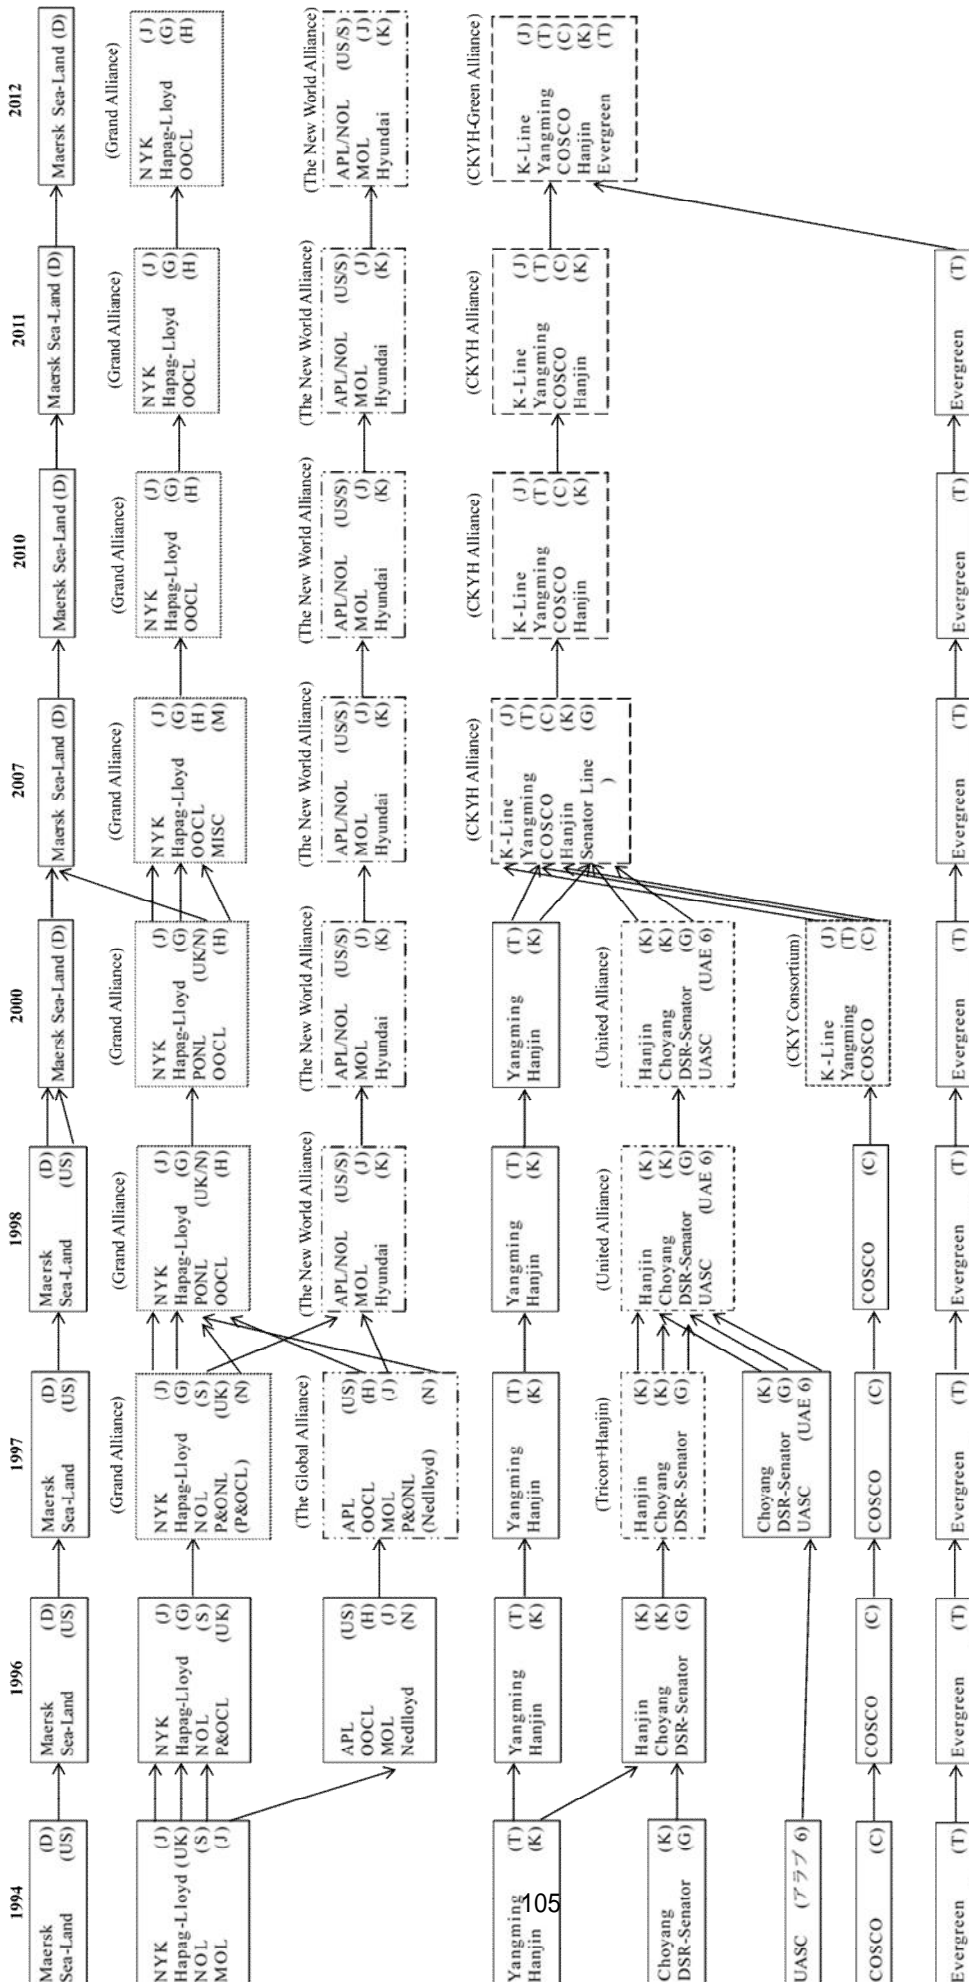 1994
Maersk (D)
Sea-Land (US)
NYK (J)
Hapag-Lloyd (UK)
NOL (S)
MOL (J)
Yangming (T)
Hanjin (K)
Choyang (K)
DSR-Senator (G)
UASC (アラブ 6)
COSCO (C)
Evergreen (T)
1996
Maersk (D)
Sea-Land (US)
NYK (J)
Hapag-Lloyd (G)
NOL (S)
P&OCL (UK)
APL (US)
OOCL (H)
MOL (J)
Nedlloyd (N)
Yangming (T)
Hanjin (K)
Hanjin (K)
Choyang (K)
DSR-Senator (G)
COSCO (C)
Evergreen (T)
1997
Maersk (D)
Sea-Land (US)
(Grand Alliance)
NYK (J)
Hapag-Lloyd (G)
NOL (S)
P&ONL (UK)
(P&OCL) (N)
(The Global Alliance)
APL (US)
OOCL (H)
MOL (J)
P&ONL
(Nedlloyd) (N)
Yangming (T)
Hanjin (K)
(Tricon+Hanjin)
Hanjin (K)
Choyang (K)
DSR-Senator (G)
Choyang (K)
DSR-Senator (G)
UASC (UAE 6)
COSCO (C)
Evergreen (T)
1998
Maersk (D)
Sea-Land (US)
(Grand Alliance)
NYK (J)
Hapag-Lloyd (G)
PONL (UK/N)
OOCL (H)
(The New World Alliance)
APL/NOL (US/S)
MOL (J)
Hyundai (K)
Yangming (T)
Hanjin (K)
(United Alliance)
Hanjin (K)
Choyang (K)
DSR-Senator (G)
UASC (UAE 6)
COSCO (C)
Evergreen (T)
2000
Maersk Sea-Land (D)
(Grand Alliance)
NYK (J)
Hapag-Lloyd (G)
PONL (UK/N)
OOCL (H)
(The New World Alliance)
APL/NOL (US/S)
MOL (J)
Hyundai (K)
Yangming (T)
Hanjin (K)
(United Alliance)
Hanjin (K)
Choyang (K)
DSR-Senator (G)
UASC (UAE 6)
(CKY Consortium)
K-Line (J)
Yangming (T)
COSCO (C)
Evergreen (T)
2007
Maersk Sea-Land (D)
(Grand Alliance)
NYK (J)
Hapag-Lloyd (G)
OOCL (H)
MISC (M)
(The New World Alliance)
APL/NOL (US/S)
MOL (J)
Hyundai (K)
(CKYH Alliance)
K-Line (J)
Yangming (T)
COSCO (C)
Hanjin (K)
Senator Line (G)
)
Evergreen (T)
2010
Maersk Sea-Land (D)
(Grand Alliance)
NYK (J)
Hapag-Lloyd (G)
OOCL (H)
(The New World Alliance)
APL/NOL (US/S)
MOL (J)
Hyundai (K)
(CKYH Alliance)
K-Line (J)
Yangming (T)
COSCO (C)
Hanjin (K)
Evergreen (T)
2011
Maersk Sea-Land (D)
(Grand Alliance)
NYK (J)
Hapag-Lloyd (G)
OOCL (H)
(The New World Alliance)
APL/NOL (US/S)
MOL (J)
Hyundai (K)
(CKYH Alliance)
K-Line (J)
Yangming (T)
COSCO (C)
Hanjin (K)
Evergreen (T)
2012
Maersk Sea-Land (D)
(Grand Alliance)
NYK (J)
Hapag-Lloyd (G)
OOCL (H)
(The New World Alliance)
APL/NOL (US/S)
MOL (J)
Hyundai (K)
(CKYH-Green Alliance)
K-Line (J)
Yangming (T)
COSCO (C)
Hanjin (K)
Evergreen (T)
105